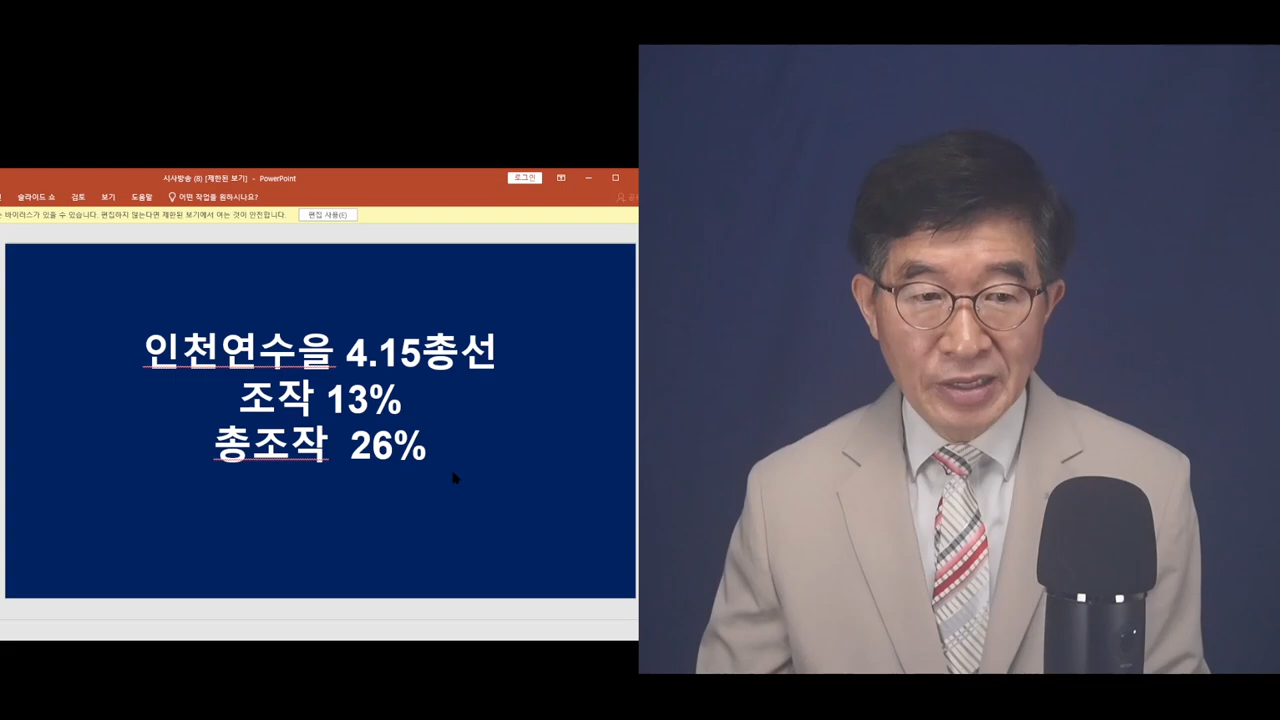 시사방송 (8) [제한된 보기] - PowerPoint
로그인
슬라이드 쇼 검토 보기 도움말 어떤 작업을 원하시나요?
바이러스가 있을 수 있습니다. 편집하지 않는다면 제한된 보기에서 여는 것이 안전합니다. 편집 사용(E)
인천연수을 4.15총선
조작 13%
총조작 26%